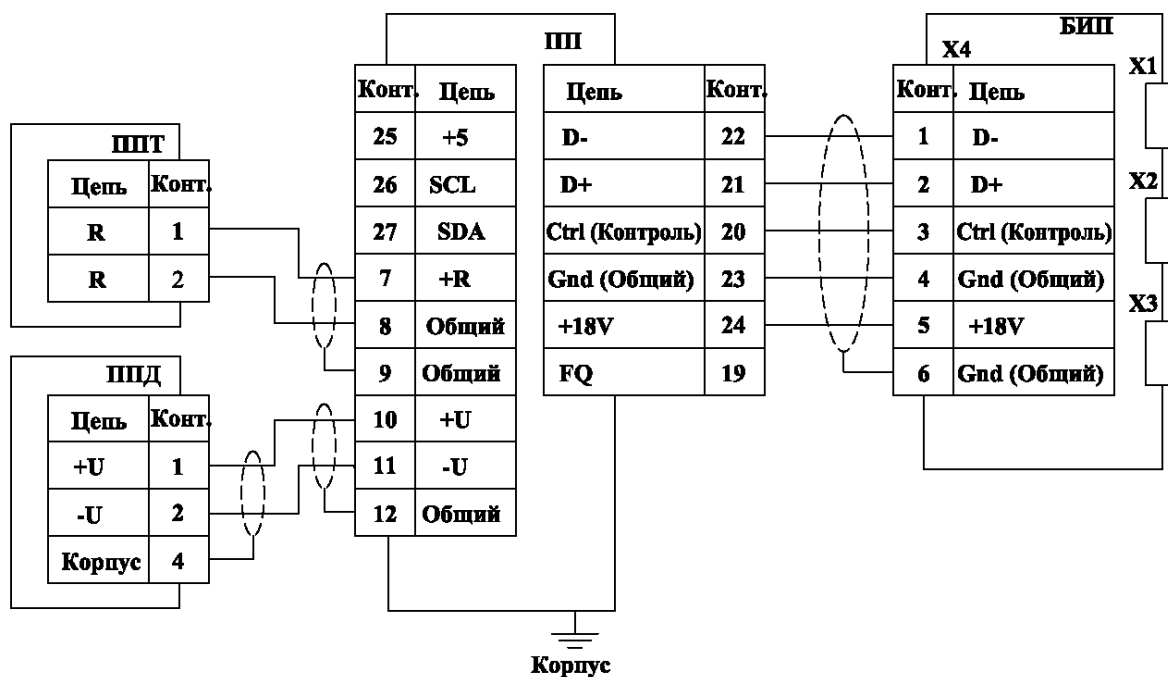 ППТ
Цепь Конт.
R 1
R 2
ППД
Цепь Конт.
+U 1
-U 2
Корпус 4
ПП
Конт. Цепь
25 +5
26 SCL
27 SDA
7 +R
8 Общий
9 Общий
10 +U
11 -U
12 Общий
Цепь Конт.
D- 22
D+ 21
Ctrl (Контроль) 20
Gnd (Общий) 23
+18V 24
FQ 19
Корпус
БИП
X4
Конт. Цепь
1 D-
2 D+
3 Ctrl (Контроль)
4 Gnd (Общий)
5 +18V
6 Gnd (Общий)
X1
X2
X3